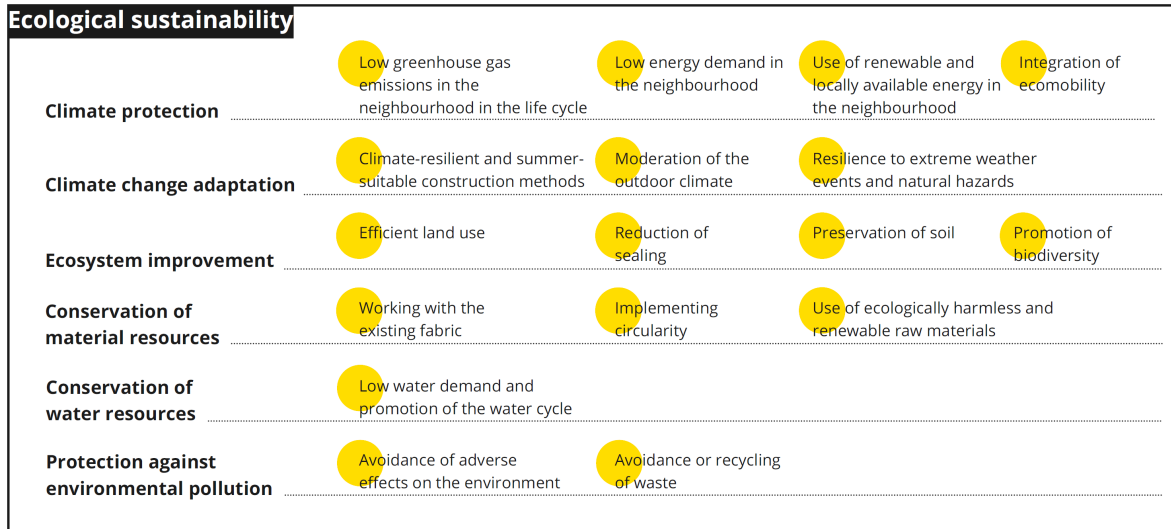 Ecological sustainability
Climate protection
Low greenhouse gas
emissions in the
neighbourhood in the life cycle
Low energy demand in
the neighbourhood
Use of renewable and
locally available energy in
the neighbourhood
Integration of
ecomobility
Climate change adaptation
Climate-resilient and summer-
suitable construction methods
Moderation of the
outdoor climate
Resilience to extreme weather
events and natural hazards
Ecosystem improvement
Efficient land use
Reduction of
sealing
Preservation of soil
Promotion of
biodiversity
Conservation of
material resources
Working with the
existing fabric
Implementing
circularity
Use of ecologically harmless and
renewable raw materials
Conservation of
water resources
Low water demand and
promotion of the water cycle
Protection against
environmental pollution
Avoidance of adverse
effects on the environment
Avoidance or recycling
of waste